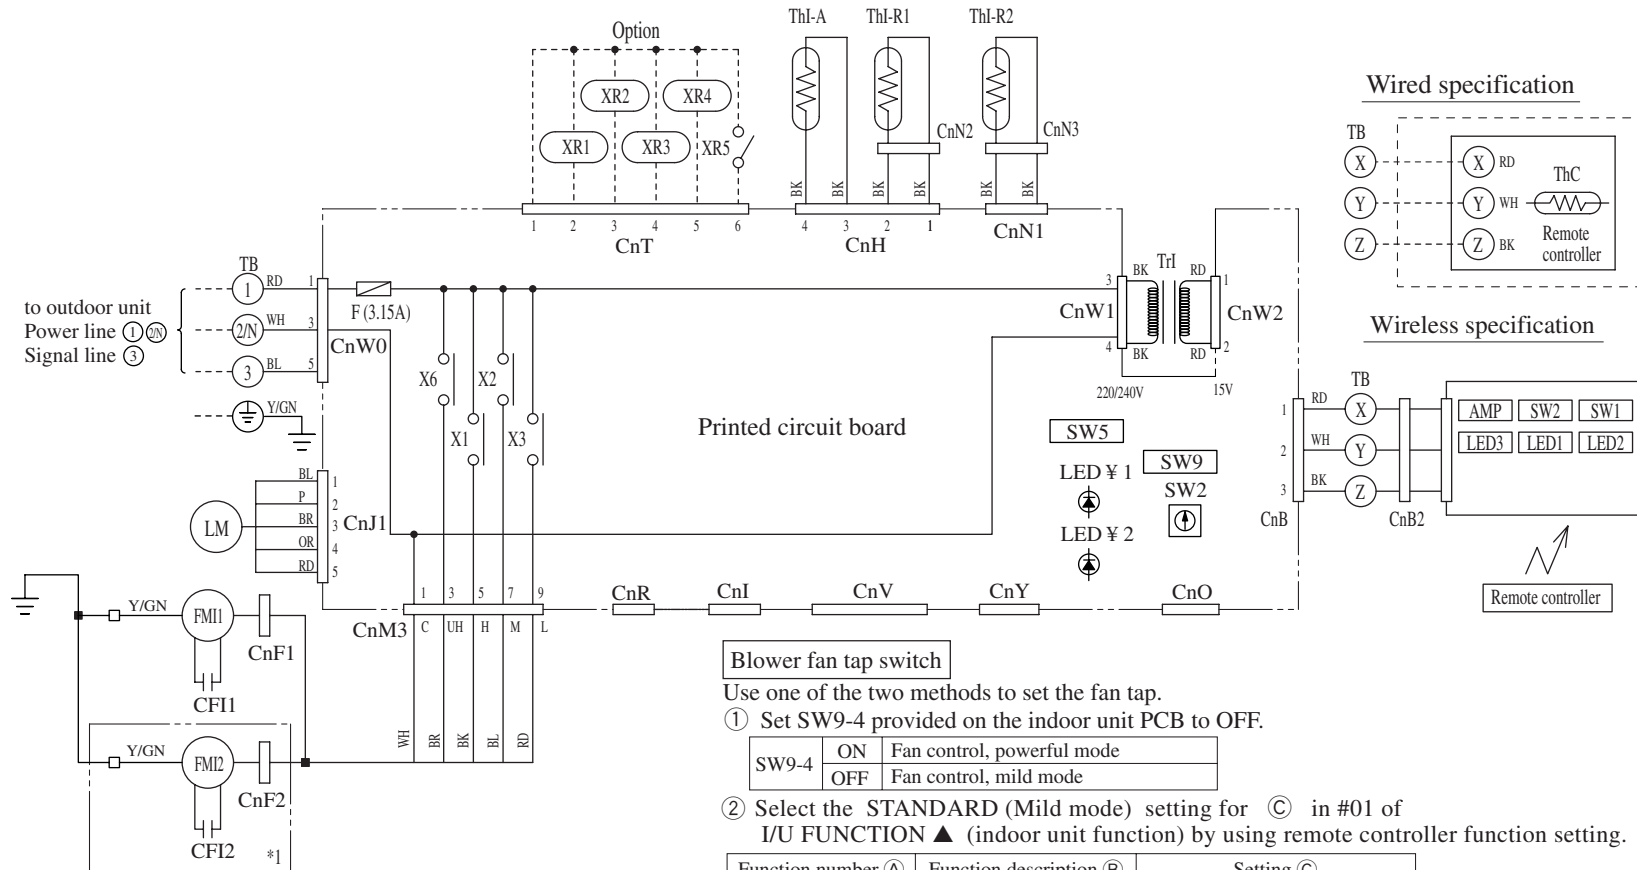 Option
XR1
XR2
XR3
XR4
XR5
ThI-A
ThI-R1
ThI-R2
CnN2
CnN3
BK BK BK BK BK BK
1 2 3 4 5 6
CnT
4 3 2 1
CnH
CnN1
Wired specification
TB
X X RD
Y Y WH
Z Z BK
ThC
Remote
controller
Wireless specification
to outdoor unit
Power line ① 2/N
Signal line ③
TB
1 RD 1
2/N WH 3
3 BL 5
Y/GN
CnW0
F (3.15A)
X6
X1
X2
X3
Printed circuit board
3 BK
4 BK
CnW1
TrI
RD 1
RD 2
CnW2
220/240V
15V
SW5
LED ¥ 1
LED ¥ 2
SW9
SW2
1 RD
2 WH
3 BK
CnB
TB
X
Y
Z
CnB2
AMP SW2 SW1
LED3 LED1 LED2
Remote controller
LM
BL 1
P 2
BR 3
OR 4
RD 5
CnJ1
1 3 5 7 9
CnM3
C UH H M L
WH BR BK BL RD
CnR
CnI
CnV
CnY
CnO
Y/GN
FMI1
CnF1
CFI1
Y/GN
FMI2
CnF2
CFI2
*1
Blower fan tap switch
Use one of the two methods to set the fan tap.
① Set SW9-4 provided on the indoor unit PCB to OFF.
SW9-4 ON Fan control, powerful mode
OFF Fan control, mild mode
② Select the STANDARD (Mild mode) setting for Ⓒ in #01 of
I/U FUNCTION ▲ (indoor unit function) by using remote controller function setting.
Function number Ⓐ Function description Ⓑ Setting Ⓒ